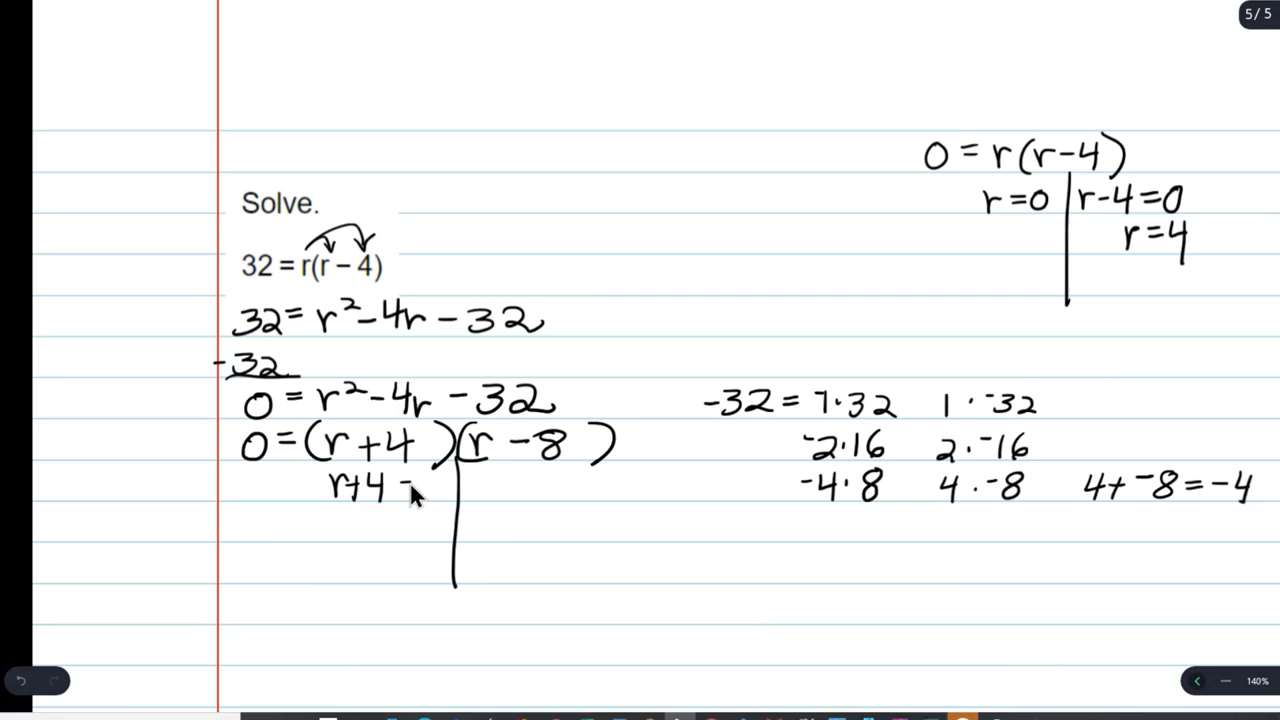 5/5
0 = r(r-4)
r=0 | r-4=0
r=4
Solve.
32 = r(r − 4)
32 = r²-4r-32
-32
0 = r²-4r-32
0 = (r+4)(r-8)
r+4 -
-32 = 7·32 1·-32
-2·16 2·-16
-4·8 4·-8 4+-8=-4
140%